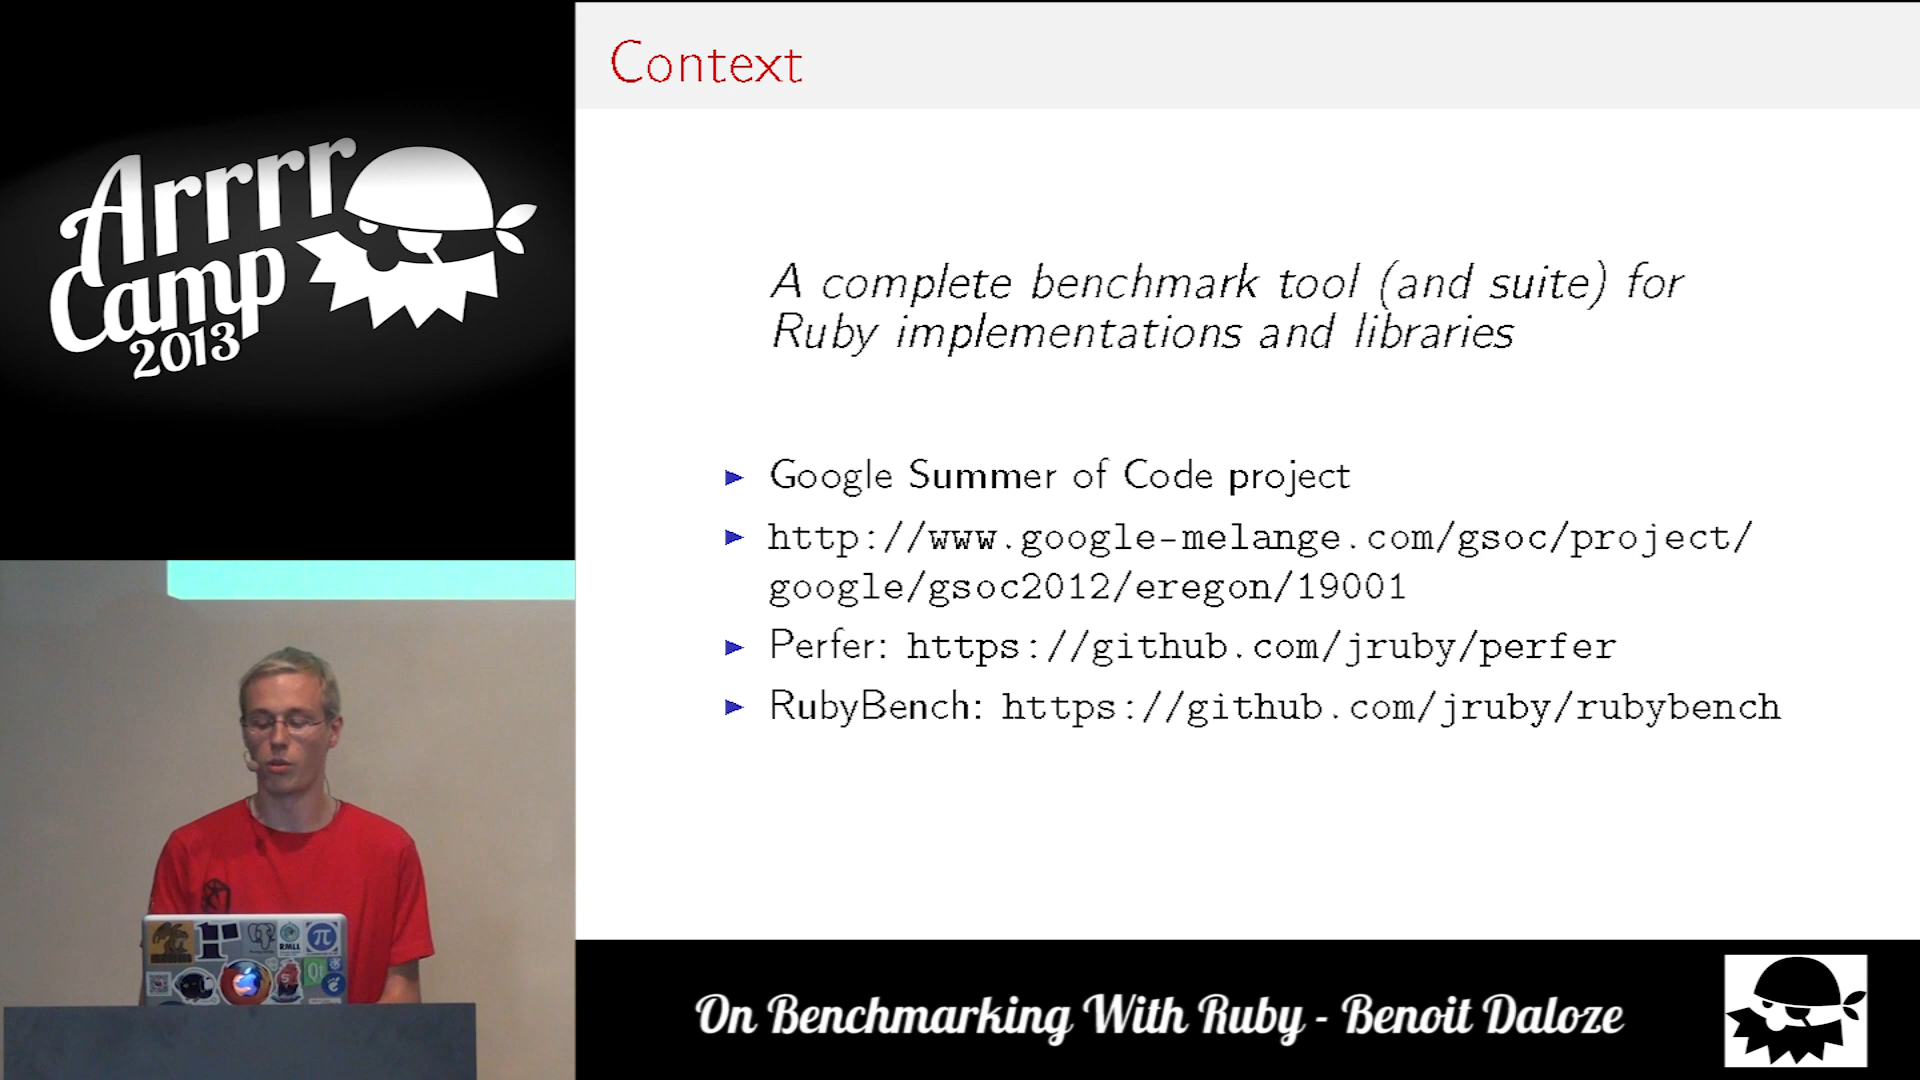 Arrrr
Camp
2013
Context
A complete benchmark tool (and suite) for
Ruby implementations and libraries
Google Summer of Code project
http://www.google-melange.com/gsoc/project/
google/gsoc2012/eregon/19001
Perfer: https://github.com/jruby/perfer
RubyBench: https://github.com/jruby/rubybench
RMLL
π
Qt
On Benchmarking With Ruby - Benoit Daloze